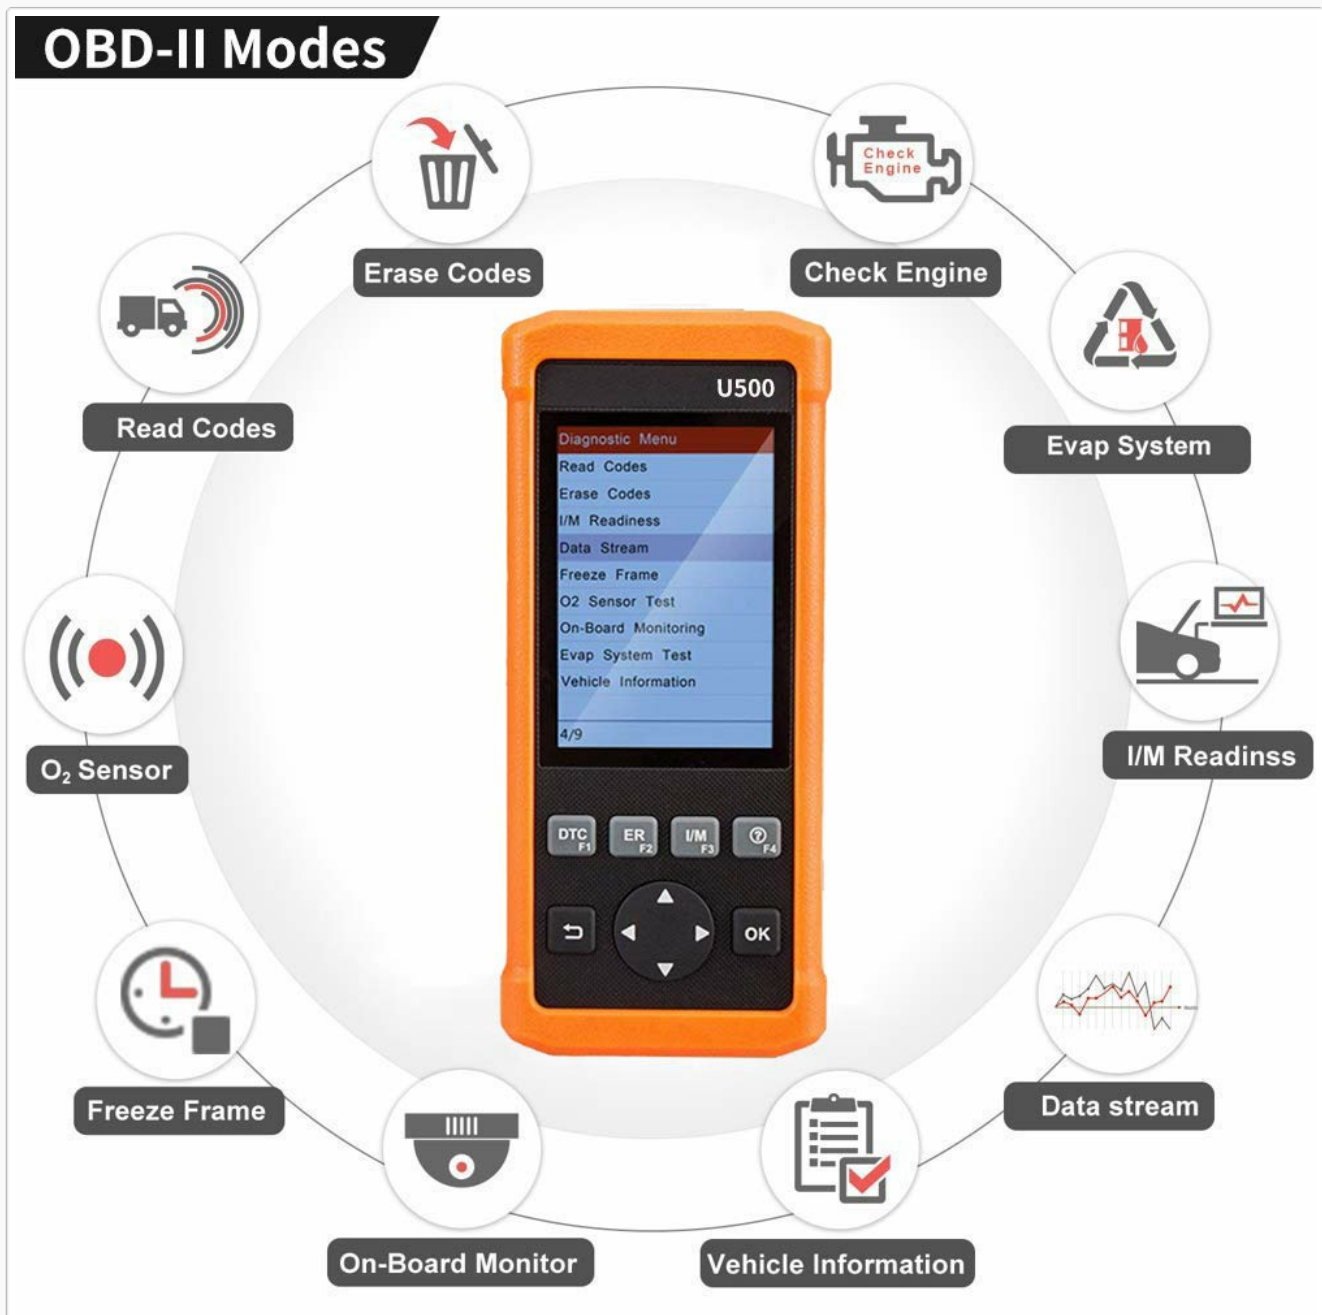 OBD-II Modes
Check
Engine
Erase Codes
Check Engine
Read Codes
Evap System
U500
Diagnostic Menu
Read Codes
Erase Codes
I/M Readiness
Data Stream
Freeze Frame
O2 Sensor Test
On-Board Monitoring
Evap System Test
Vehicle Information
4/9
O₂ Sensor
I/M Readinss
DTC F1
ER F2
I/M F3
? F4
OK
Freeze Frame
Data stream
On-Board Monitor
Vehicle Information